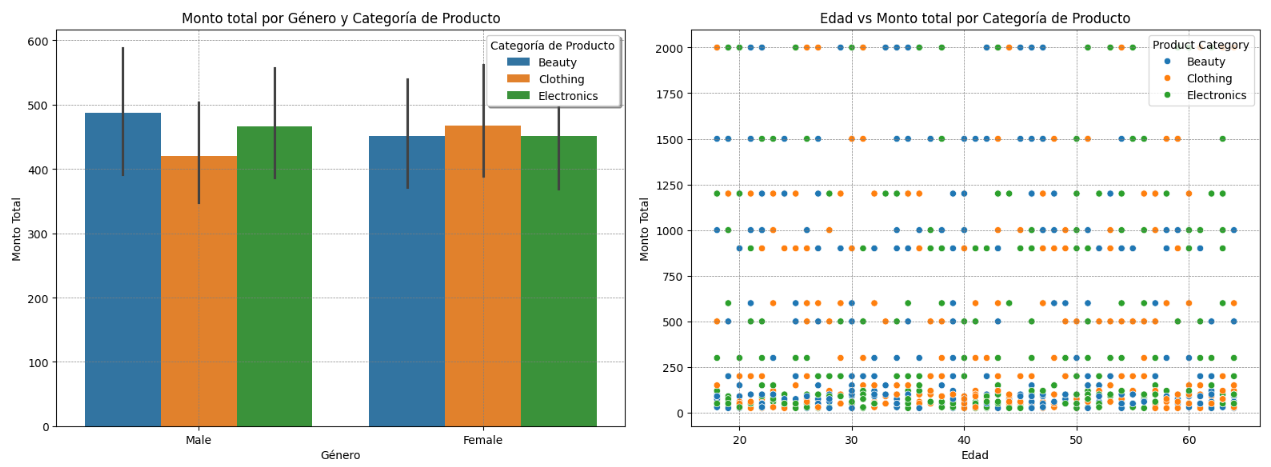 Monto total por Género y Categoría de Producto
Categoría de Producto
Beauty
Clothing
Electronics
Monto Total
600
500
400
300
200
100
0
Male
Female
Género
Edad vs Monto total por Categoría de Producto
Product Category
Beauty
Clothing
Electronics
Monto Total
2000
1750
1500
1250
1000
750
500
250
0
20
30
40
50
60
Edad